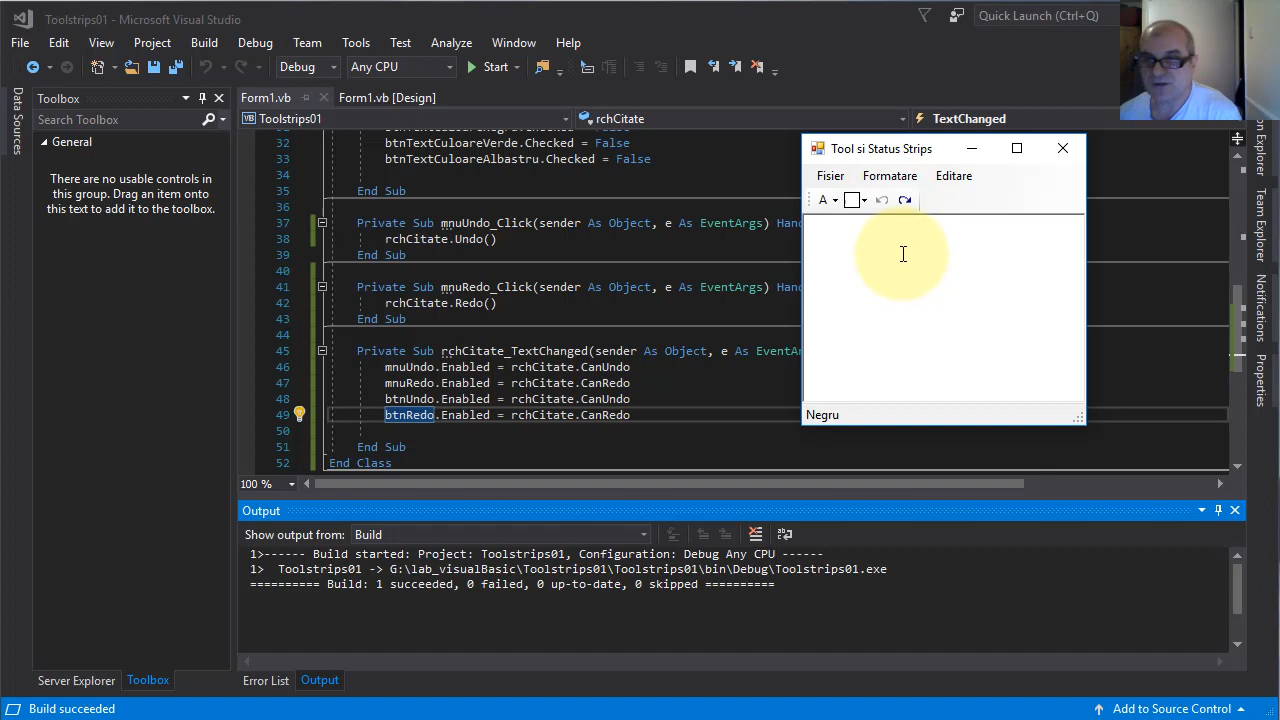 Toolstrips01 - Microsoft Visual Studio
Quick Launch (Ctrl+Q)
File Edit View Project Build Debug Team Tools Test Analyze Window Help
Debug Any CPU Start
Data Sources
Toolbox
Search Toolbox
General
There are no usable controls in
this group. Drag an item onto
this text to add it to the toolbox.
Form1.vb Form1.vb [Design]
VB Toolstrips01 rchCitate TextChanged
32 btnTextCuloareVerde.Checked = False
33 btnTextCuloareAlbastru.Checked = False
34
35 End Sub
36
37 Private Sub mnuUndo_Click(sender As Object, e As EventArgs) Hand
38 rchCitate.Undo()
39 End Sub
40
41 Private Sub mnuRedo_Click(sender As Object, e As EventArgs) Hand
42 rchCitate.Redo()
43 End Sub
44
45 Private Sub rchCitate_TextChanged(sender As Object, e As EventAr
46 mnuUndo.Enabled = rchCitate.CanUndo
47 mnuRedo.Enabled = rchCitate.CanRedo
48 btnUndo.Enabled = rchCitate.CanUndo
49 btnRedo.Enabled = rchCitate.CanRedo
50
51 End Sub
52 End Class
Tool si Status Strips
Fisier Formatare Editare
A
Negru
Team Explorer
Notifications
Properties
100 %
Output
Show output from: Build
1>------ Build started: Project: Toolstrips01, Configuration: Debug Any CPU ------
1> Toolstrips01 -> G:\lab_visualBasic\Toolstrips01\Toolstrips01\bin\Debug\Toolstrips01.exe
========== Build: 1 succeeded, 0 failed, 0 up-to-date, 0 skipped ==========
Server Explorer Toolbox Error List Output
Build succeeded
Add to Source Control